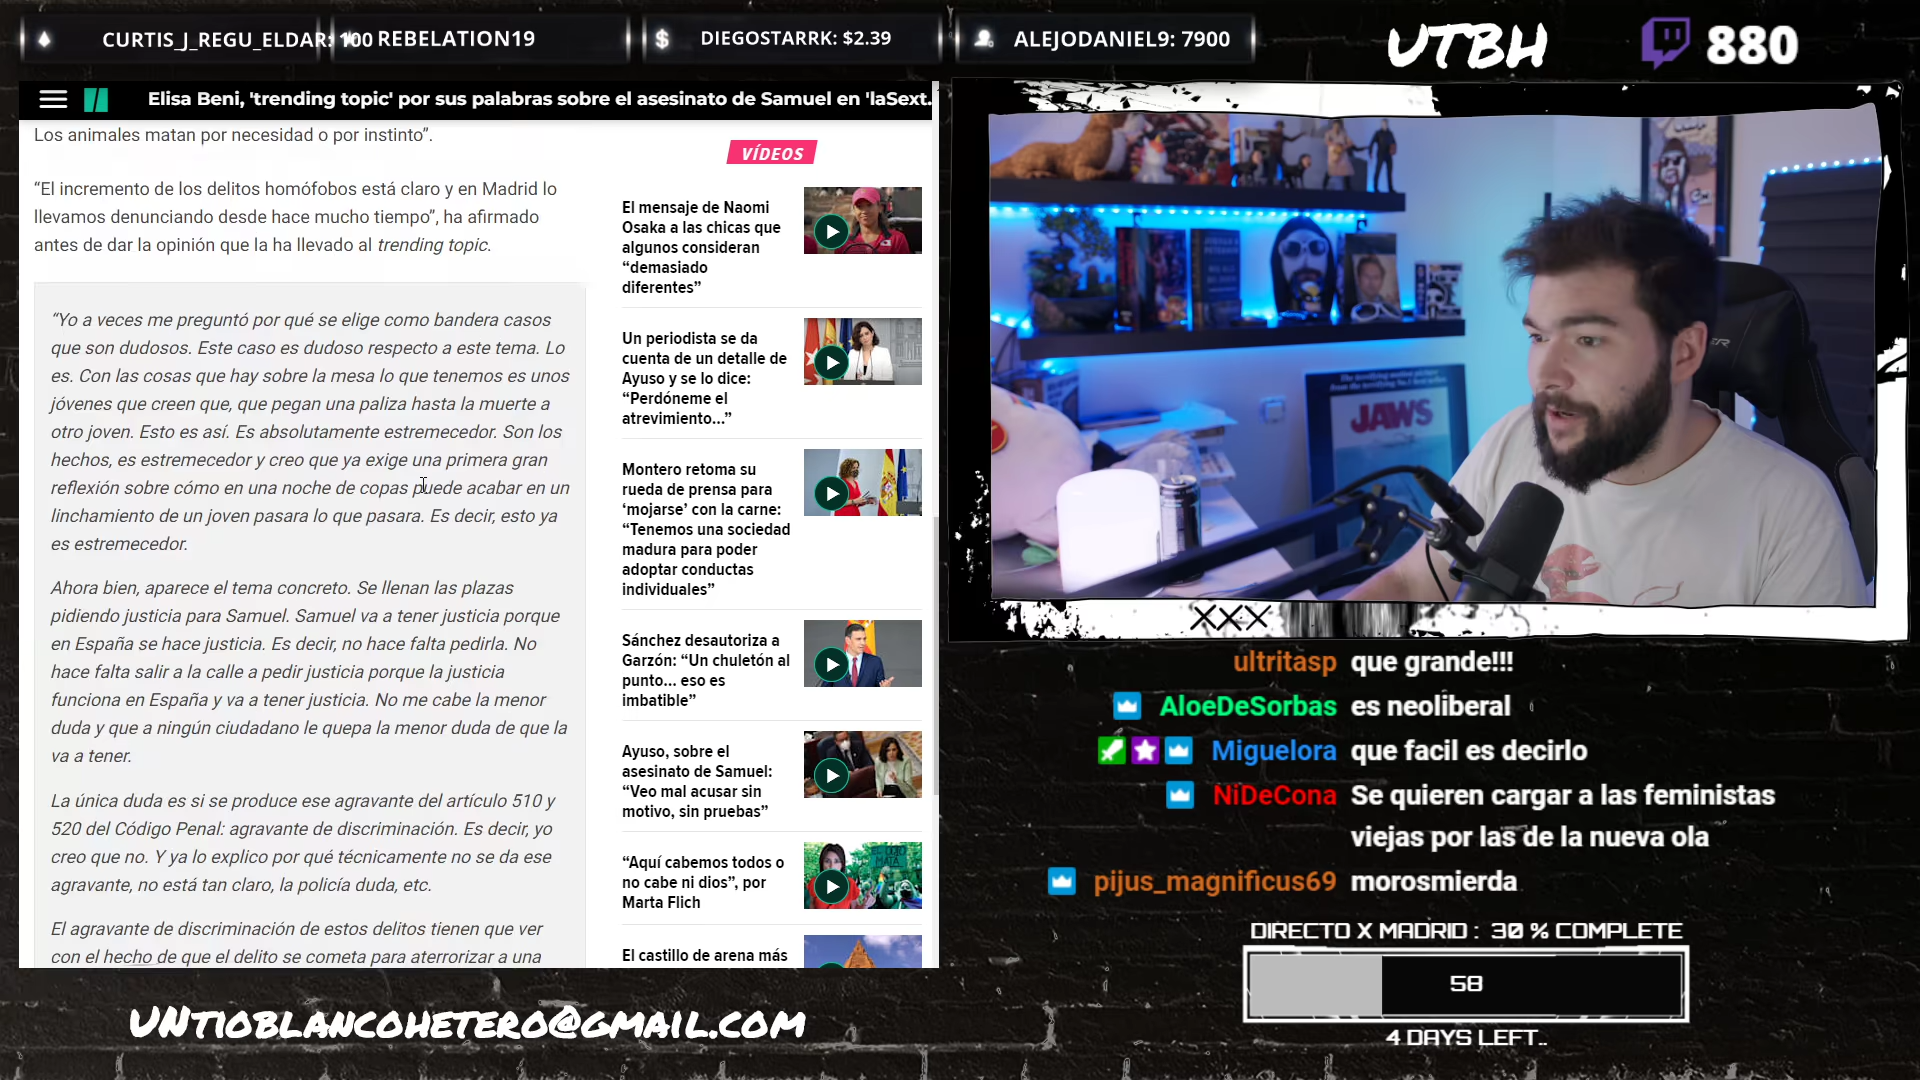 CURTIS_J_REGU_ELDAR: 100
REBELATION19
DIEGOSTARRK: $2.39
ALEJODANIEL9: 7900
UTBH
880
Elisa Beni, 'trending topic' por sus palabras sobre el asesinato de Samuel en 'laSext.
Los animales matan por necesidad o por instinto”.
“El incremento de los delitos homófobos está claro y en Madrid lo
llevamos denunciando desde hace mucho tiempo”, ha afirmado
antes de dar la opinión que la ha llevado al trending topic.
“Yo a veces me preguntó por qué se elige como bandera casos
que son dudosos. Este caso es dudoso respecto a este tema. Lo
es. Con las cosas que hay sobre la mesa lo que tenemos es unos
jóvenes que creen que, que pegan una paliza hasta la muerte a
otro joven. Esto es así. Es absolutamente estremecedor. Son los
hechos, es estremecedor y creo que ya exige una primera gran
reflexión sobre cómo en una noche de copas puede acabar en un
linchamiento de un joven pasara lo que pasara. Es decir, esto ya
es estremecedor.
Ahora bien, aparece el tema concreto. Se llenan las plazas
pidiendo justicia para Samuel. Samuel va a tener justicia porque
en España se hace justicia. Es decir, no hace falta pedirla. No
hace falta salir a la calle a pedir justicia porque la justicia
funciona en España y va a tener justicia. No me cabe la menor
duda y que a ningún ciudadano le quepa la menor duda de que la
va a tener.
La única duda es si se produce ese agravante del artículo 510 y
520 del Código Penal: agravante de discriminación. Es decir, yo
creo que no. Y ya lo explico por qué técnicamente no se da ese
agravante, no está tan claro, la policía duda, etc.
El agravante de discriminación de estos delitos tienen que ver
con el hecho de que el delito se cometa para aterrorizar a una
VÍDEOS
El mensaje de Naomi
Osaka a las chicas que
algunos consideran
“demasiado
diferentes”
Un periodista se da
cuenta de un detalle de
Ayuso y se lo dice:
“Perdóneme el
atrevimiento...”
Montero retoma su
rueda de prensa para
‘mojarse’ con la carne:
“Tenemos una sociedad
madura para poder
adoptar conductas
individuales”
Sánchez desautoriza a
Garzón: “Un chuletón al
punto... eso es
imbatible”
Ayuso, sobre el
asesinato de Samuel:
“Veo mal acusar sin
motivo, sin pruebas”
“Aquí cabemos todos o
no cabe ni dios”, por
Marta Flich
El castillo de arena más
JAWS
XXX
ultritasp que grande!!!
AloeDeSorbas es neoliberal
Miguelora que facil es decirlo
NiDeCona Se quieren cargar a las feministas
viejas por las de la nueva ola
pijus_magnificus69 morosmierda
DIRECTO X MADRID : 30 % COMPLETE
58
4 DAYS LEFT..
UNTIOBLANCOHETERO@GMAIL.COM